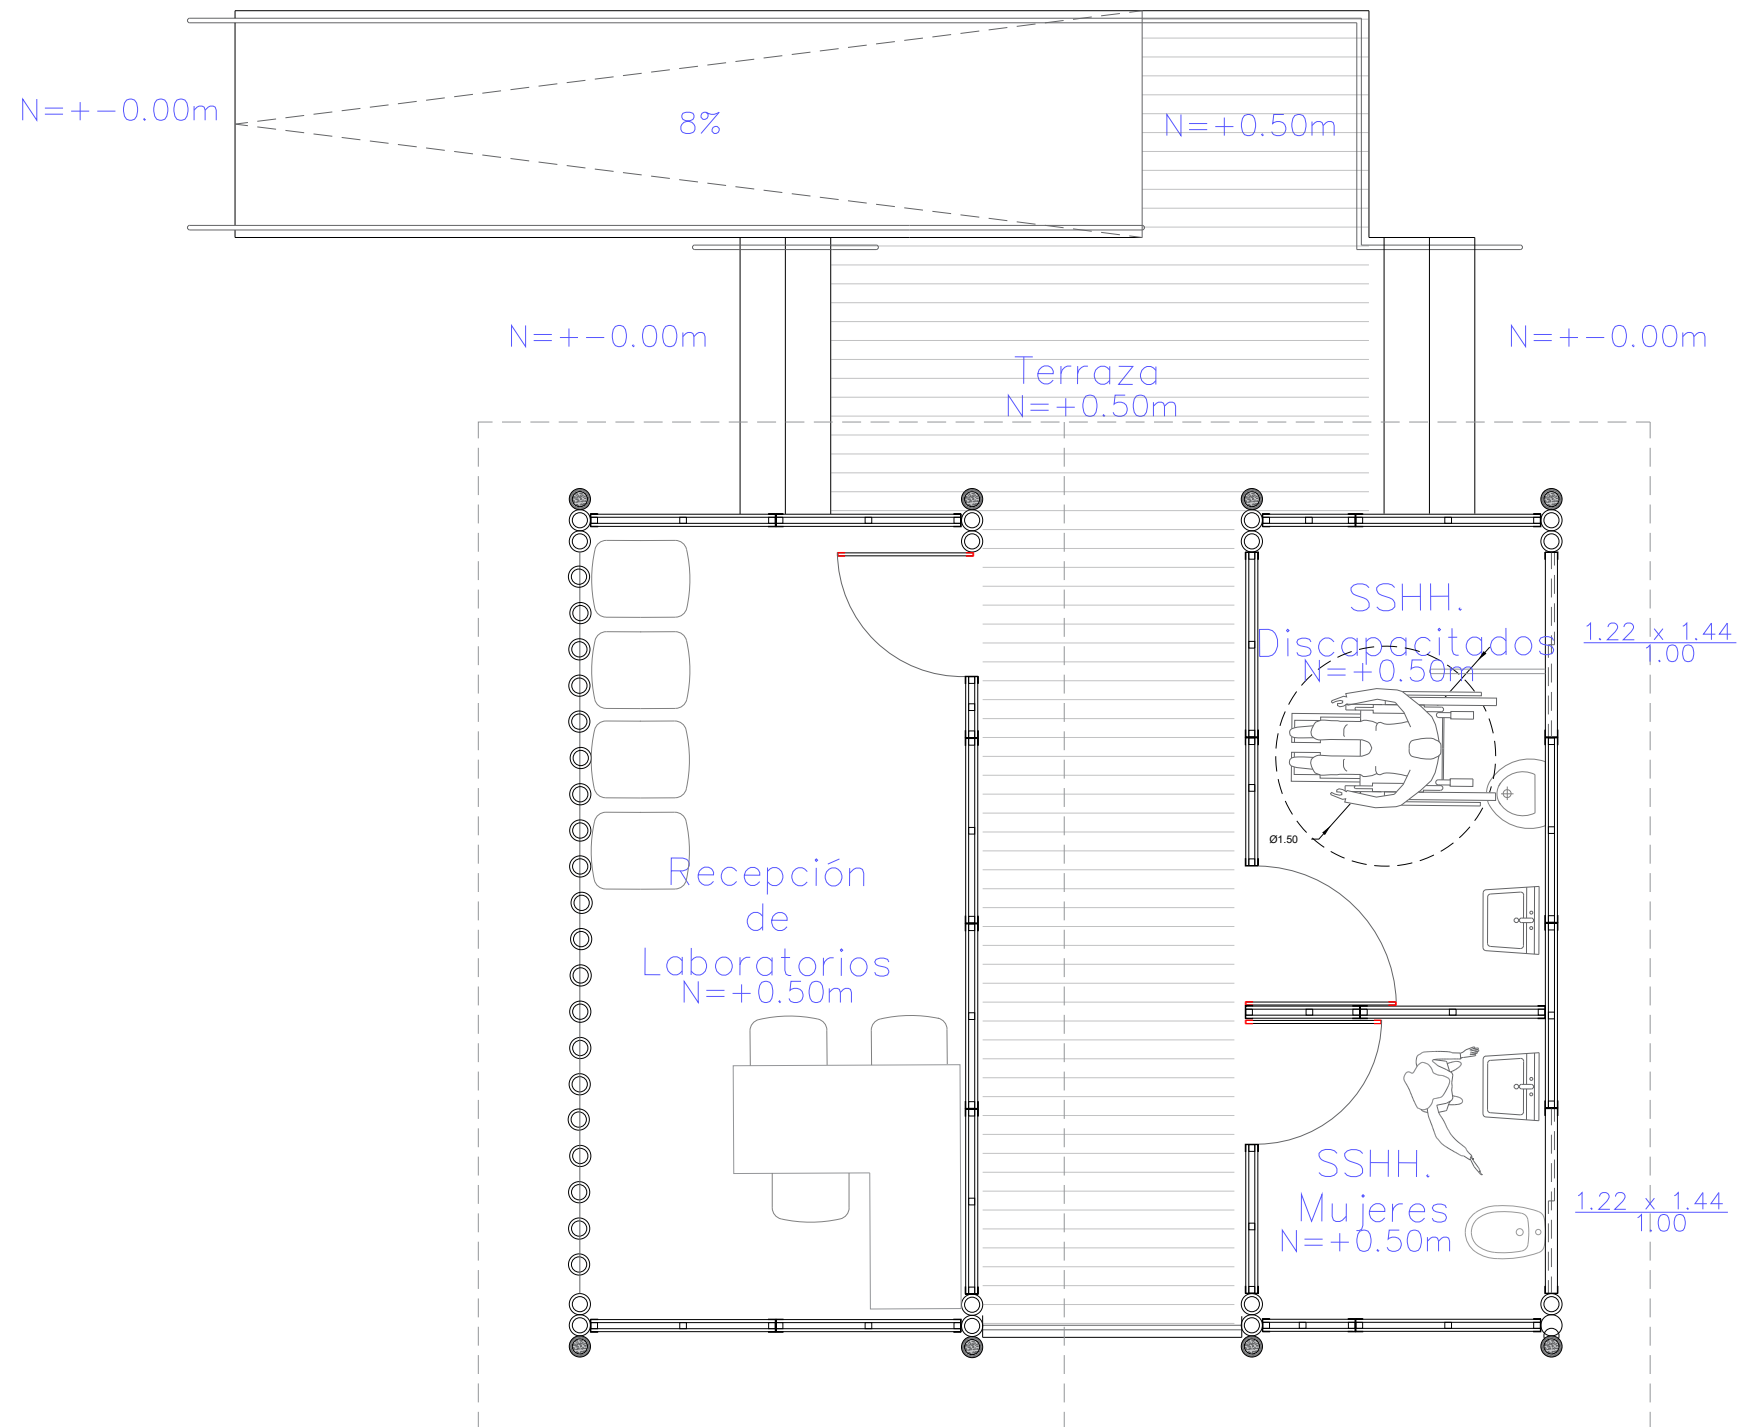 N=+-0.00m
8%
N=+0.50m
N=+-0.00m
N=+-0.00m
Terraza
N=+0.50m
SSHH.
Discapacitados
N=+0.50m
1.22 x 1.44
1.00
Ø1.50
Recepción
de
Laboratorios
N=+0.50m
SSHH.
Mujeres
N=+0.50m
1.22 x 1.44
1.00